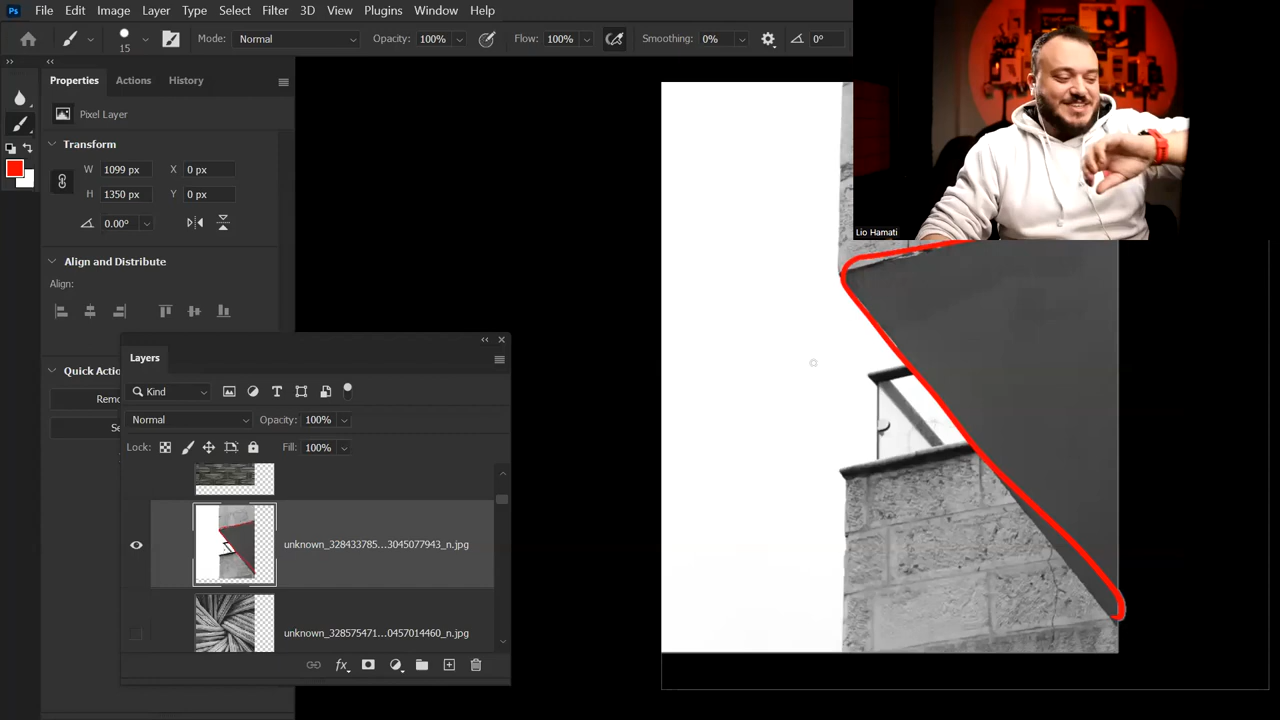 Ps File Edit Image Layer Type Select Filter 3D View Plugins Window Help
15 Mode: Normal Opacity: 100% Flow: 100% Smoothing: 0% 0°
Properties Actions History
Pixel Layer
Transform
W 1099 px X 0 px
H 1350 px Y 0 px
0.00°
Align and Distribute
Align:
Quick Actio
Remo
Se
Layers
Kind
Normal Opacity: 100%
Lock: Fill: 100%
unknown_328433785...3045077943_n.jpg
unknown_328575471...0457014460_n.jpg
fx
Lio Hamati